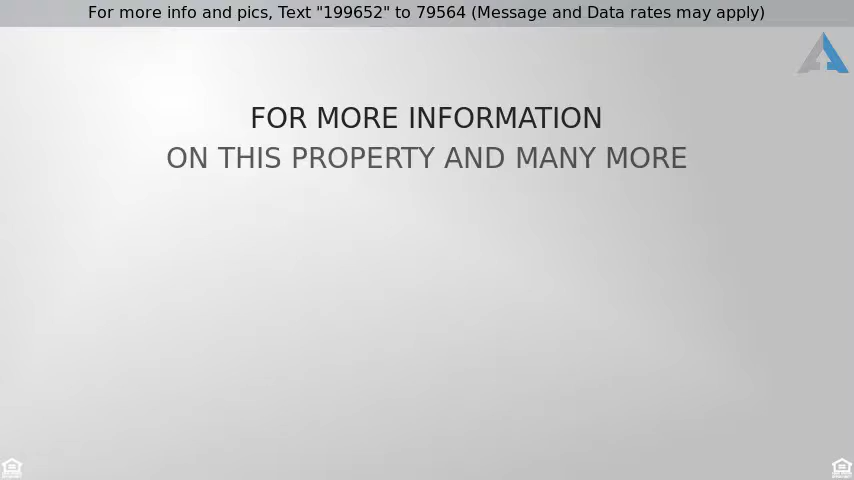 For more info and pics, Text "199652" to 79564 (Message and Data rates may apply)
FOR MORE INFORMATION
ON THIS PROPERTY AND MANY MORE